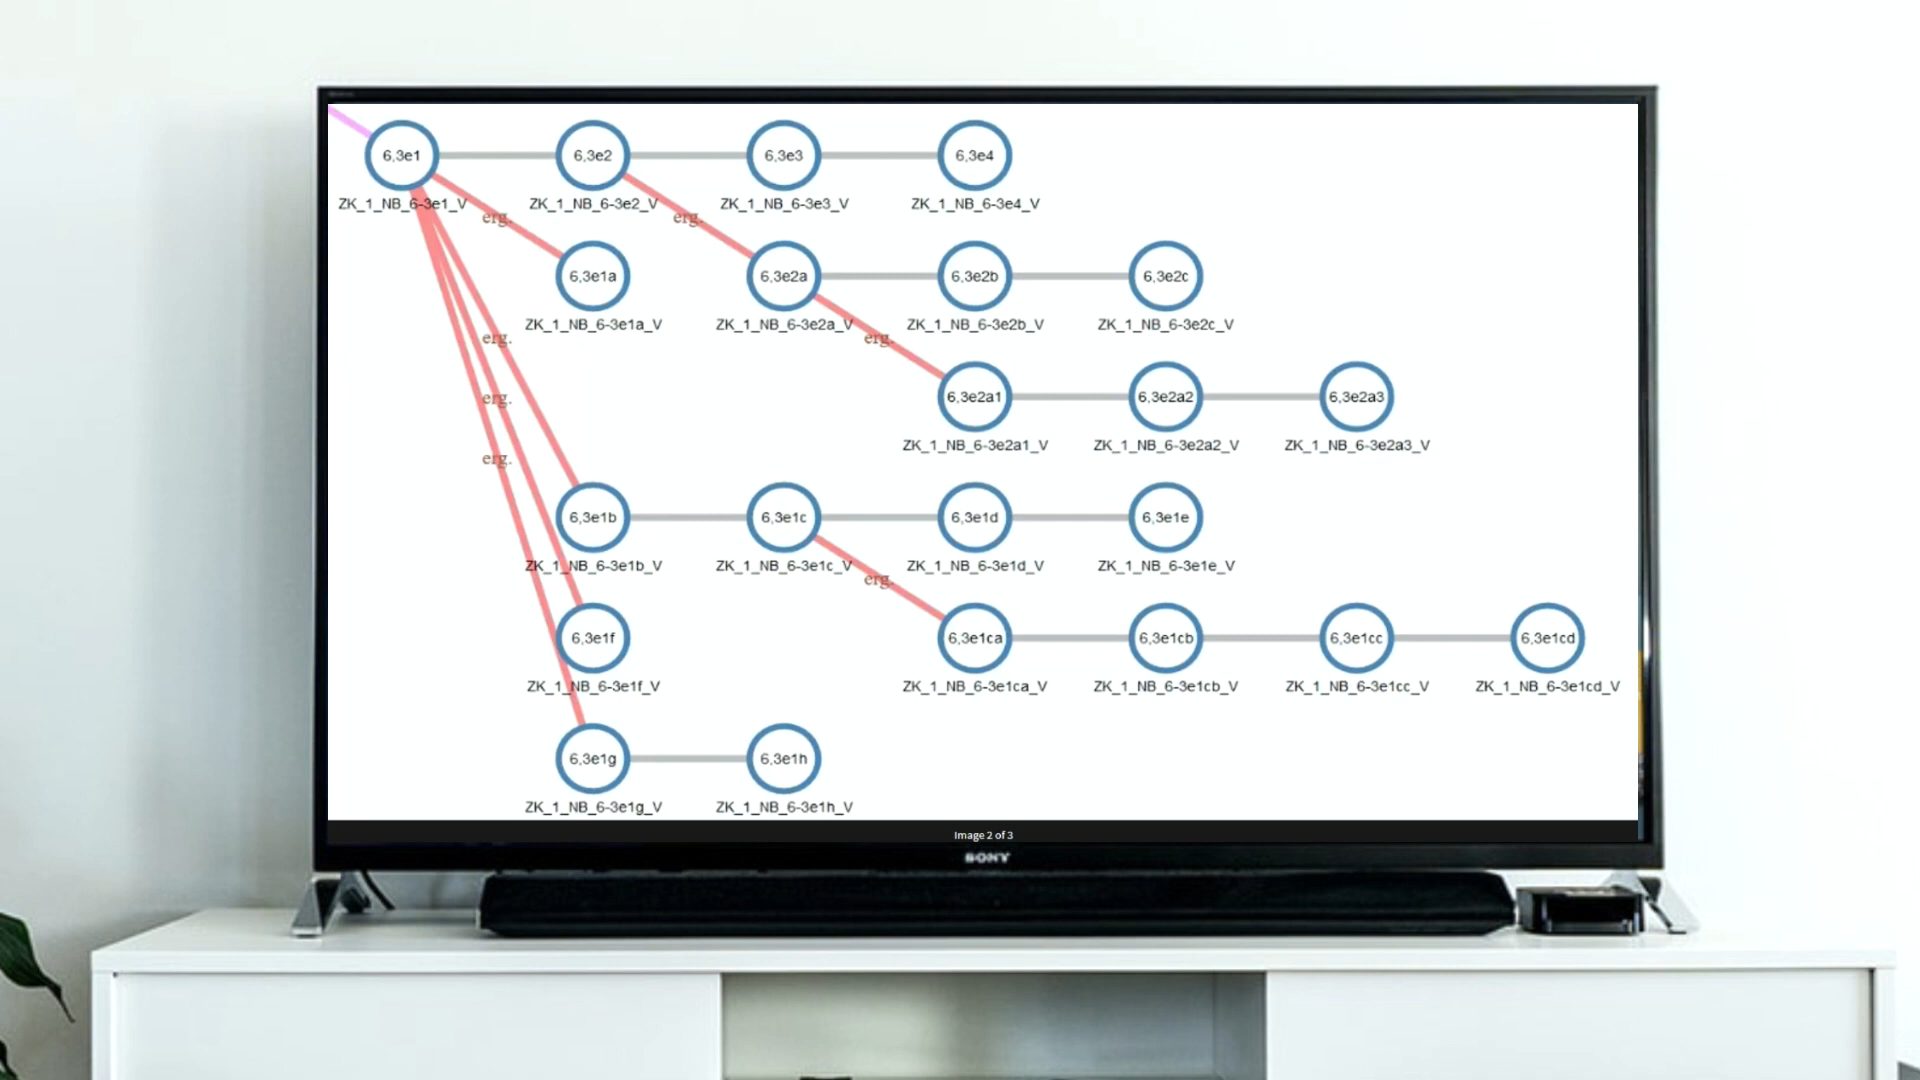 6,3e1 6,3e2 6,3e3 6,3e4
ZK_1_NB_6-3e1_V ZK_1_NB_6-3e2_V ZK_1_NB_6-3e3_V ZK_1_NB_6-3e4_V
erg. erg.
6,3e1a 6,3e2a 6,3e2b 6,3e2c
ZK_1_NB_6-3e1a_V ZK_1_NB_6-3e2a_V ZK_1_NB_6-3e2b_V ZK_1_NB_6-3e2c_V
erg. erg.
6,3e2a1 6,3e2a2 6,3e2a3
erg.
ZK_1_NB_6-3e2a1_V ZK_1_NB_6-3e2a2_V ZK_1_NB_6-3e2a3_V
erg.
6,3e1b 6,3e1c 6,3e1d 6,3e1e
ZK_1_NB_6-3e1b_V ZK_1_NB_6-3e1c_V ZK_1_NB_6-3e1d_V ZK_1_NB_6-3e1e_V
erg.
6,3e1f 6,3e1ca 6,3e1cb 6,3e1cc 6,3e1cd
ZK_1_NB_6-3e1f_V ZK_1_NB_6-3e1ca_V ZK_1_NB_6-3e1cb_V ZK_1_NB_6-3e1cc_V ZK_1_NB_6-3e1cd_V
6,3e1g 6,3e1h
ZK_1_NB_6-3e1g_V ZK_1_NB_6-3e1h_V
Image 2 of 3
SONY